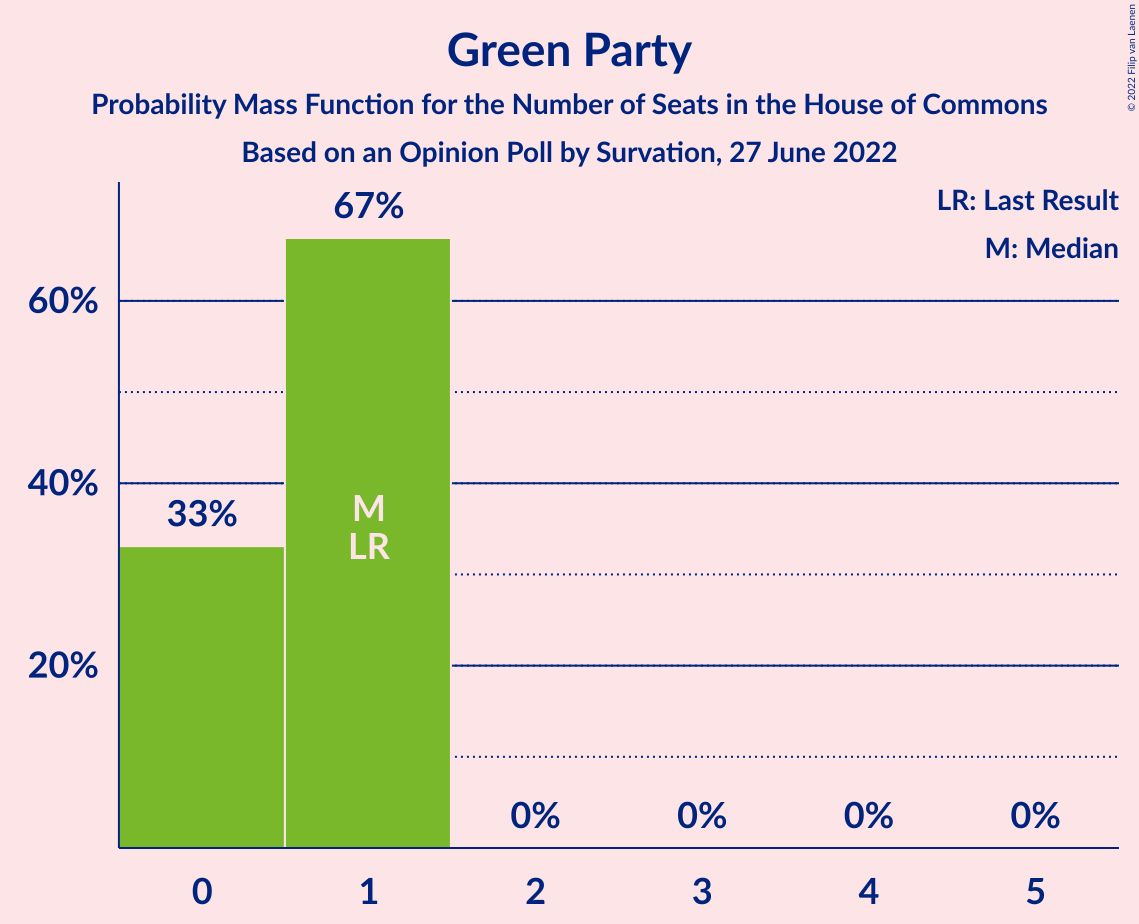 Green Party
Probability Mass Function for the Number of Seats in the House of Commons
Based on an Opinion Poll by Survation, 27 June 2022
© 2022 Filip van Laenen
LR: Last Result
M: Median
67%
60%
40%
33%
M
LR
20%
0% 0% 0% 0%
0 1 2 3 4 5